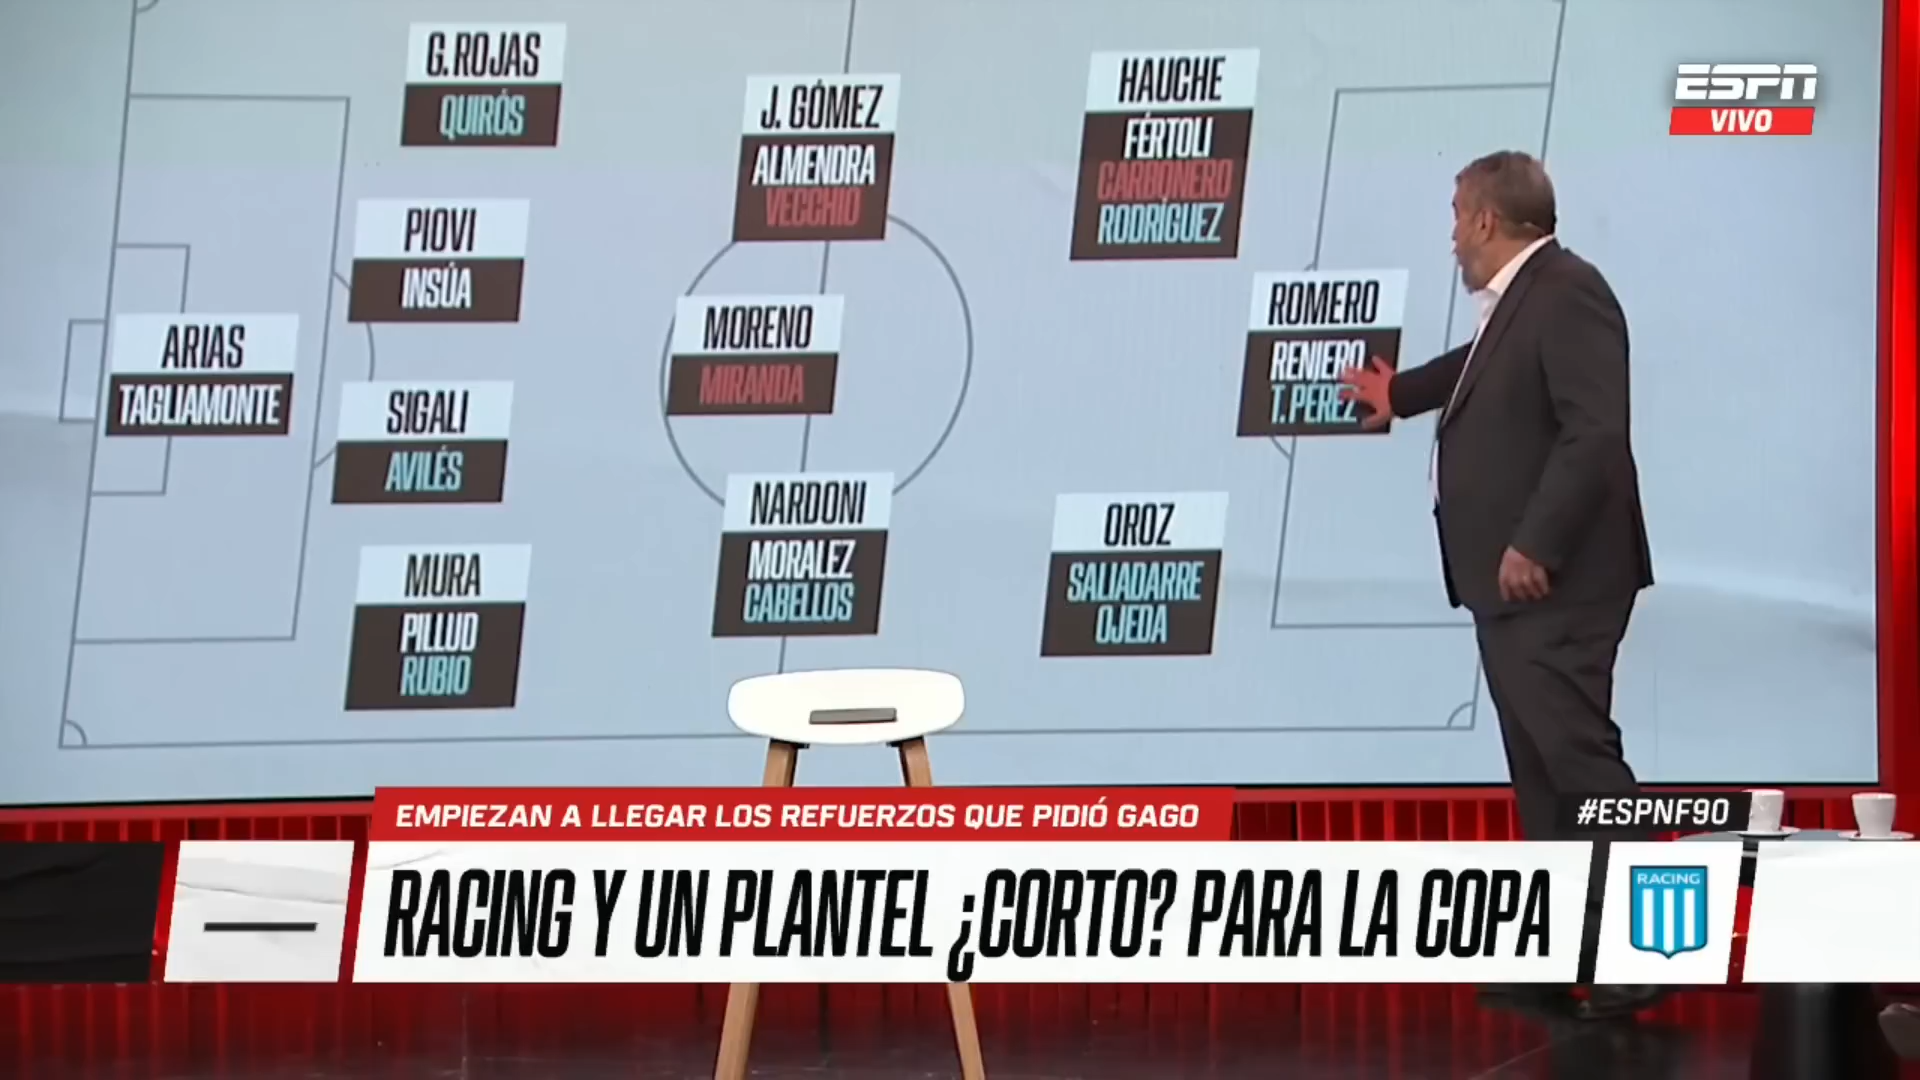 G. ROJAS
QUIRÓS
J. GÓMEZ
ALMENDRA
VECCHIO
HAUCHE
FÉRTOLI
CARBONERO
RODRÍGUEZ
ESPN
VIVO
PIOVI
INSÚA
ARIAS
TAGLIAMONTE
MORENO
MIRANDA
ROMERO
RENIERO
T. PÉREZ
SIGALI
AVILÉS
NARDONI
MORALEZ
CABELLOS
OROZ
SALIADARRE
OJEDA
MURA
PILLUD
RUBIO
EMPIEZAN A LLEGAR LOS REFUERZOS QUE PIDIÓ GAGO
#ESPNF90
RACING Y UN PLANTEL ¿CORTO? PARA LA COPA
RACING